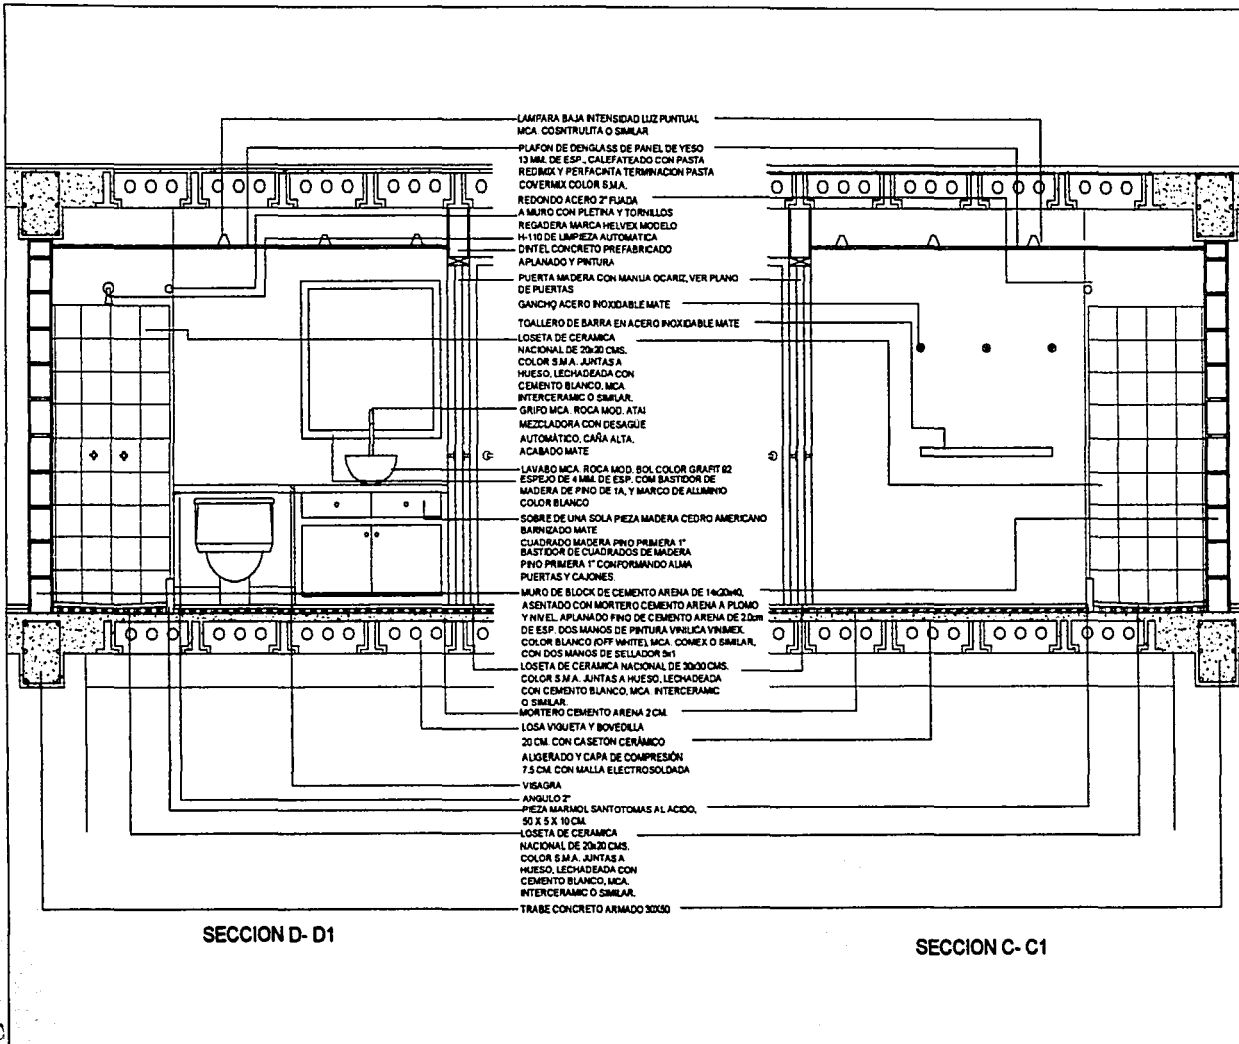 LAMPARA BAJA INTENSIDAD LUZ PUNTUAL
MCA. COSNTRULITA O SIMILAR
PLAFON DE DENGLASS DE PANEL DE YESO
13 MM. DE ESP., CALEFATEADO CON PASTA
REDIMIX Y PERFACINTA TERMINACION PASTA
COVERMIX COLOR S.M.A.
REDONDO ACERO 2" FIJADA
A MURO CON PLETINA Y TORNILLOS
REGADERA MARCA HELVEX MODELO
H-110 DE LIMPIEZA AUTOMATICA
DINTEL CONCRETO PREFABRICADO
APLANADO Y PINTURA
PUERTA MADERA CON MANIJA OCARIZ, VER PLANO
DE PUERTAS
GANCHO ACERO INOXIDABLE MATE
TOALLERO DE BARRA EN ACERO INOXIDABLE MATE
LOSETA DE CERAMICA
NACIONAL DE 20x20 CMS.
COLOR S.M.A. JUNTAS A
HUESO, LECHADEADA CON
CEMENTO BLANCO, MCA.
INTERCERAMIC O SIMILAR.
GRIFO MCA. ROCA MOD. ATAI
MEZCLADORA CON DESAGÜE
AUTOMÁTICO, CAÑA ALTA.
ACABADO MATE
LAVABO MCA. ROCA MOD. BOL COLOR GRAFIT 92
ESPEJO DE 4 MM. DE ESP. COM BASTIDOR DE
MADERA DE PINO DE 1A, Y MARCO DE ALUMINIO
COLOR BLANCO
SOBRE DE UNA SOLA PIEZA MADERA CEDRO AMERICANO
BARNIZADO MATE
CUADRADO MADERA PINO PRIMERA 1"
BASTIDOR DE CUADRADOS DE MADERA
PINO PRIMERA 1" CONFORMANDO ALMA
PUERTAS Y CAJONES.
MURO DE BLOCK DE CEMENTO ARENA DE 14x20x40,
ASENTADO CON MORTERO CEMENTO ARENA A PLOMO
Y NIVEL. APLANADO FINO DE CEMENTO ARENA DE 2.0cm
DE ESP. DOS MANOS DE PINTURA VINILICA VINIMEX
COLOR BLANCO (OFF WHITE), MCA. COMEX O SIMILAR,
CON DOS MANOS DE SELLADOR 5x1
LOSETA DE CERAMICA NACIONAL DE 30x30 CMS.
COLOR S.M.A. JUNTAS A HUESO, LECHADEADA
CON CEMENTO BLANCO, MCA. INTERCERAMIC
O SIMILAR.
MORTERO CEMENTO ARENA 2 CM.
LOSA VIGUETA Y BOVEDILLA
20 CM. CON CASETON CERÁMICO
ALIGERADO Y CAPA DE COMPRESIÓN
7.5 CM. CON MALLA ELECTROSOLDADA
VISAGRA
ANGULO 2"
PIEZA MARMOL SANTOTOMAS AL ACIDO,
50 X 5 X 10 CM.
LOSETA DE CERAMICA
NACIONAL DE 20x20 CMS.
COLOR S.M.A. JUNTAS A
HUESO, LECHADEADA CON
CEMENTO BLANCO, MCA.
INTERCERAMIC O SIMILAR.
TRABE CONCRETO ARMADO 30X50
SECCION D- D1
SECCION C- C1